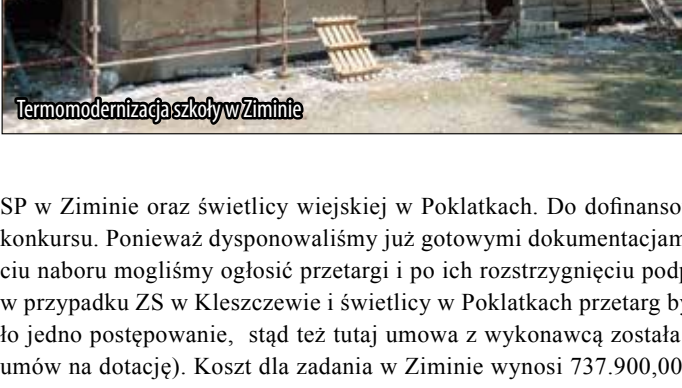 Termomodernizacja szkoły w Ziminie
SP w Ziminie oraz świetlicy wiejskiej w Poklatkach. Do dofinanso
konkursu. Ponieważ dysponowaliśmy już gotowymi dokumentacjam
ciu naboru mogliśmy ogłosić przetargi i po ich rozstrzygnięciu podp
w przypadku ZS w Kleszczewie i świetlicy w Poklatkach przetarg by
ło jedno postępowanie, stąd też tutaj umowa z wykonawcą została
umów na dotację). Koszt dla zadania w Ziminie wynosi 737.900,00